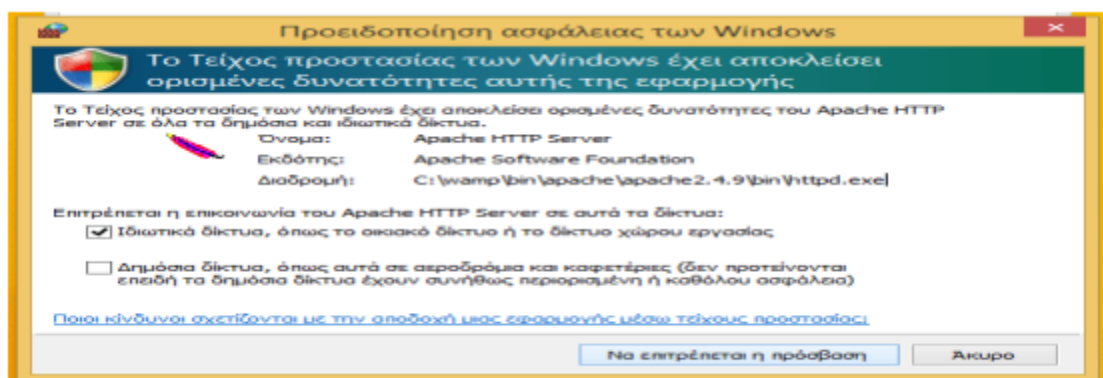 Προειδοποίηση ασφάλειας των Windows
Το Τείχος προστασίας των Windows έχει αποκλείσει
ορισμένες δυνατότητες αυτής της εφαρμογής
Το Τείχος προστασίας των Windows έχει αποκλείσει ορισμένες δυνατότητες του Apache HTTP
Server σε όλα τα δημόσια και ιδιωτικά δίκτυα.
Όνομα: Apache HTTP Server
Εκδότης: Apache Software Foundation
Διαδρομή: C:\wamp\bin\apache\apache2.4.9\bin\httpd.exe
Επιτρέπεται η επικοινωνία του Apache HTTP Server σε αυτά τα δίκτυα:
Ιδιωτικά δίκτυα, όπως το οικιακό δίκτυο ή το δίκτυο χώρου εργασίας
Δημόσια δίκτυα, όπως αυτά σε αεροδρόμια και καφετέριες (δεν προτείνονται
επειδή τα δημόσια δίκτυα έχουν συνήθως περιορισμένη ή καθόλου ασφάλεια)
Ποιοι κίνδυνοι σχετίζονται με την αποδοχή μιας εφαρμογής μέσω τείχους προστασίας;
Να επιτρέπεται η πρόσβαση Άκυρο